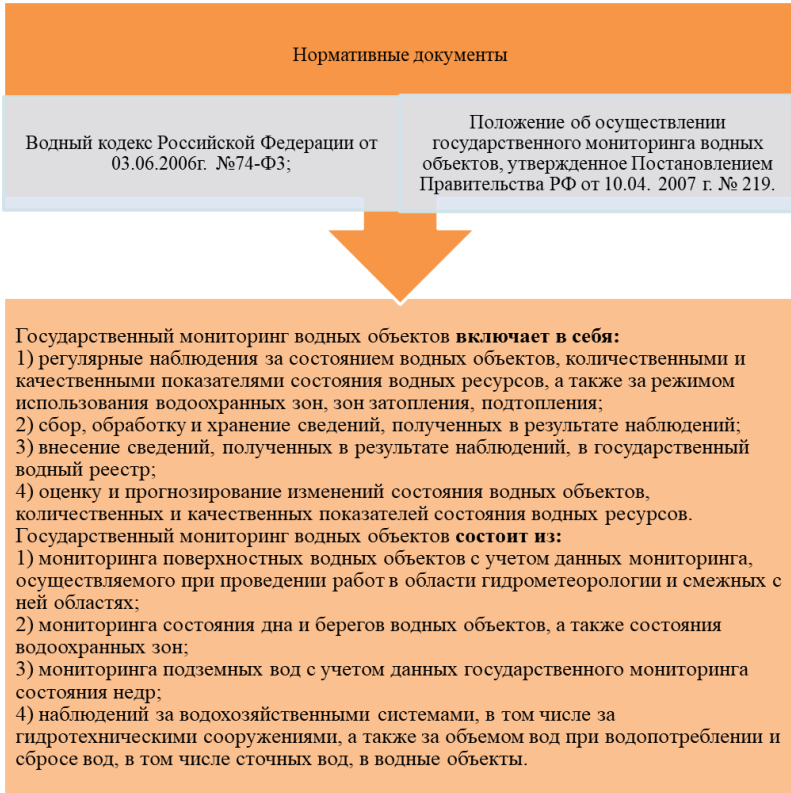 Нормативные документы
Водный кодекс Российской Федерации от
03.06.2006г. №74-ФЗ;
Положение об осуществлении
государственного мониторинга водных
объектов, утвержденное Постановлением
Правительства РФ от 10.04. 2007 г. № 219.
Государственный мониторинг водных объектов включает в себя:
1) регулярные наблюдения за состоянием водных объектов, количественными и
качественными показателями состояния водных ресурсов, а также за режимом
использования водоохранных зон, зон затопления, подтопления;
2) сбор, обработку и хранение сведений, полученных в результате наблюдений;
3) внесение сведений, полученных в результате наблюдений, в государственный
водный реестр;
4) оценку и прогнозирование изменений состояния водных объектов,
количественных и качественных показателей состояния водных ресурсов.
Государственный мониторинг водных объектов состоит из:
1) мониторинга поверхностных водных объектов с учетом данных мониторинга,
осуществляемого при проведении работ в области гидрометеорологии и смежных с
ней областях;
2) мониторинга состояния дна и берегов водных объектов, а также состояния
водоохранных зон;
3) мониторинга подземных вод с учетом данных государственного мониторинга
состояния недр;
4) наблюдений за водохозяйственными системами, в том числе за
гидротехническими сооружениями, а также за объемом вод при водопотреблении и
сбросе вод, в том числе сточных вод, в водные объекты.